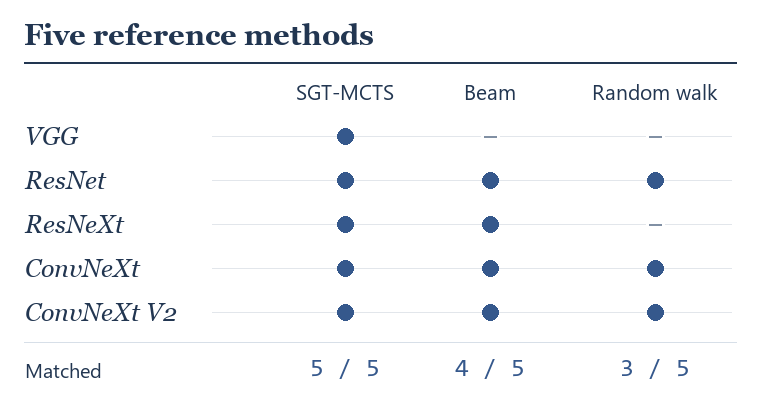 Five reference methods
SGT-MCTS Beam Random walk
VGG – –
ResNet
ResNeXt –
ConvNeXt
ConvNeXt V2
Matched 5 / 5 4 / 5 3 / 5